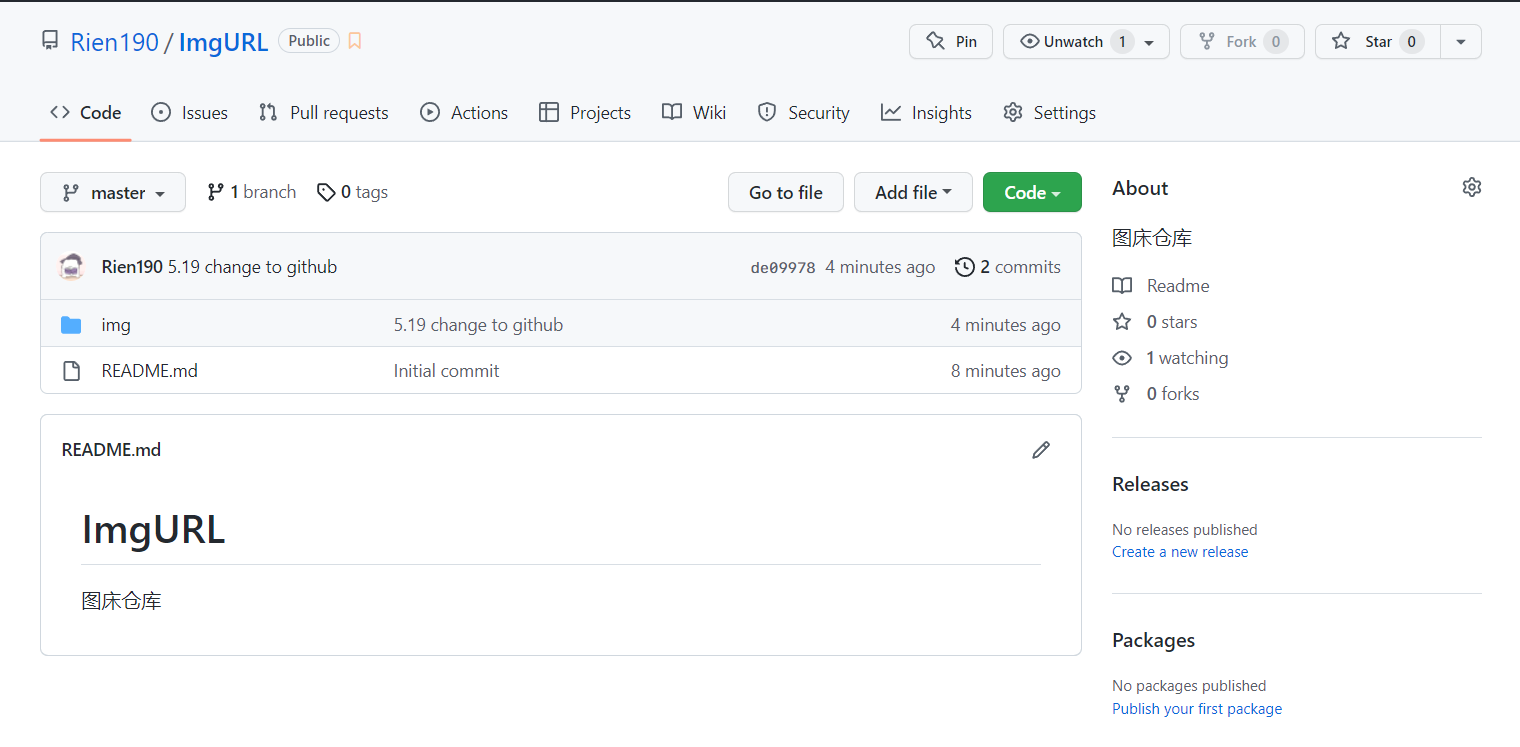 Rien190 / ImgURL Public
Pin Unwatch 1 Fork 0 Star 0
Code Issues Pull requests Actions Projects Wiki Security Insights Settings
master 1 branch 0 tags Go to file Add file Code
Rien190 5.19 change to github de09978 4 minutes ago 2 commits
img 5.19 change to github 4 minutes ago
README.md Initial commit 8 minutes ago
README.md
ImgURL
图床仓库
About
图床仓库
Readme
0 stars
1 watching
0 forks
Releases
No releases published
Create a new release
Packages
No packages published
Publish your first package